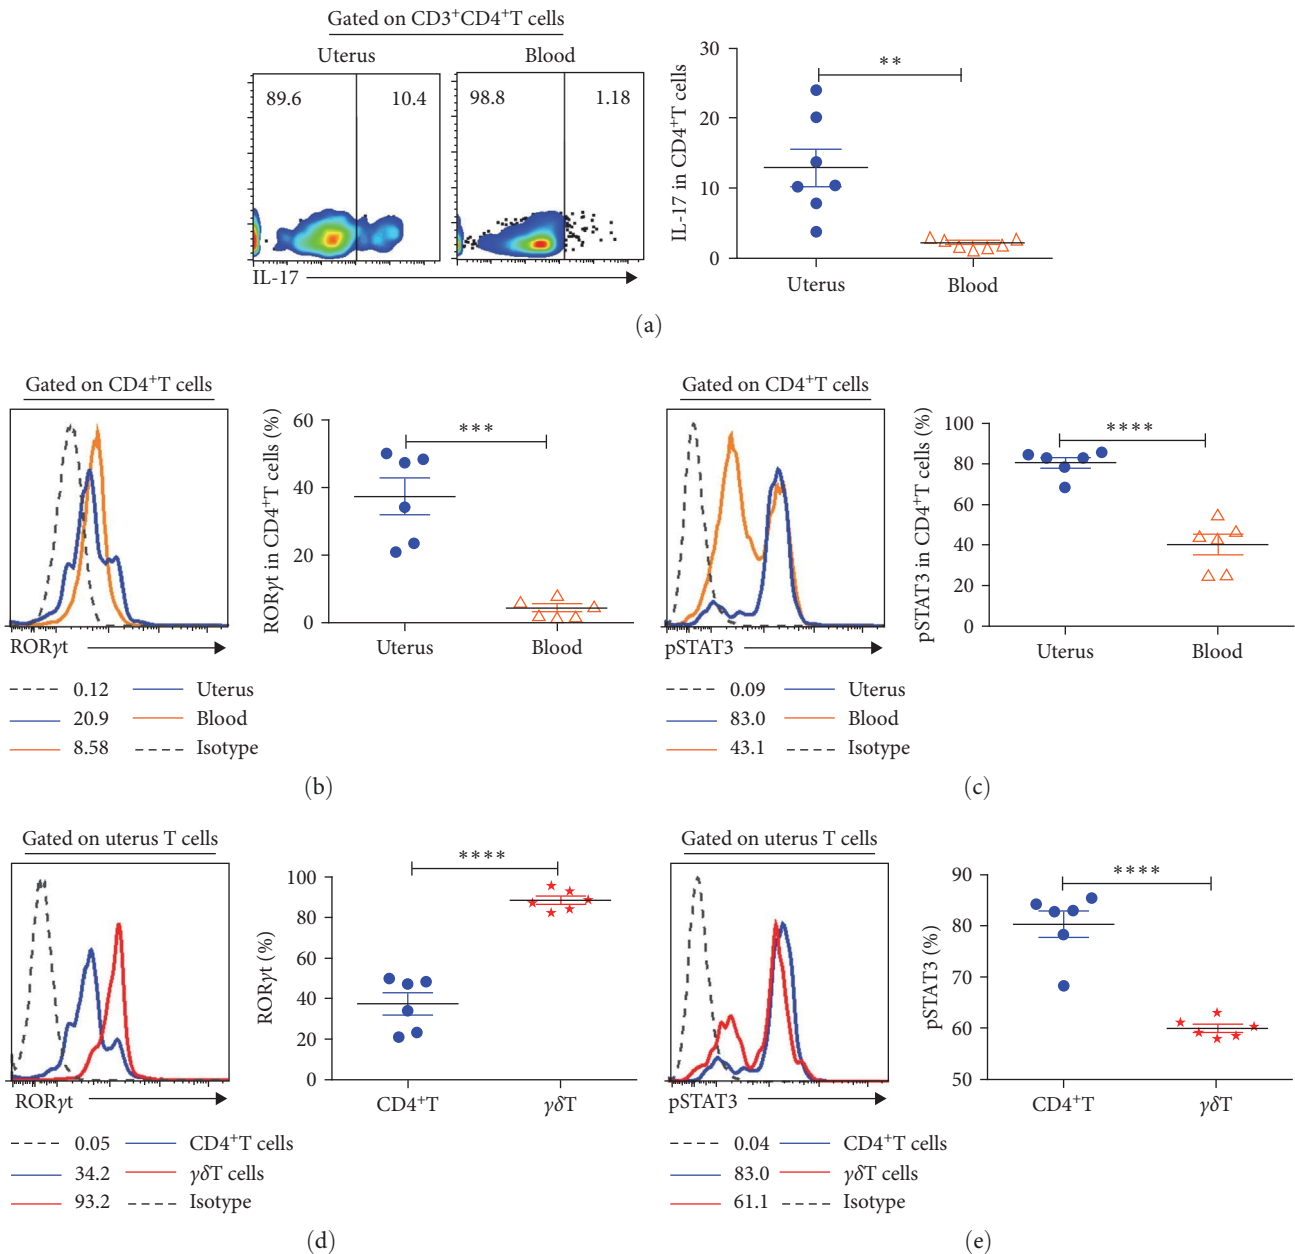 Gated on CD3⁺CD4⁺T cells
Uterus
Blood
89.6
10.4
98.8
1.18
IL-17
IL-17 in CD4⁺T cells
30
20
10
0
**
Uterus
Blood
(a)
Gated on CD4⁺T cells
RORγt
0.12
Uterus
20.9
Blood
8.58
Isotype
RORγt in CD4⁺T cells (%)
60
40
20
0
***
Uterus
Blood
(b)
Gated on CD4⁺T cells
pSTAT3
0.09
Uterus
83.0
Blood
43.1
Isotype
pSTAT3 in CD4⁺T cells (%)
100
80
60
40
20
0
****
Uterus
Blood
(c)
Gated on uterus T cells
RORγt
0.05
CD4⁺T cells
34.2
γδT cells
93.2
Isotype
RORγt (%)
100
80
60
40
20
0
****
CD4⁺T
γδT
(d)
Gated on uterus T cells
pSTAT3
0.04
CD4⁺T cells
83.0
γδT cells
61.1
Isotype
pSTAT3 (%)
90
80
70
60
50
****
CD4⁺T
γδT
(e)